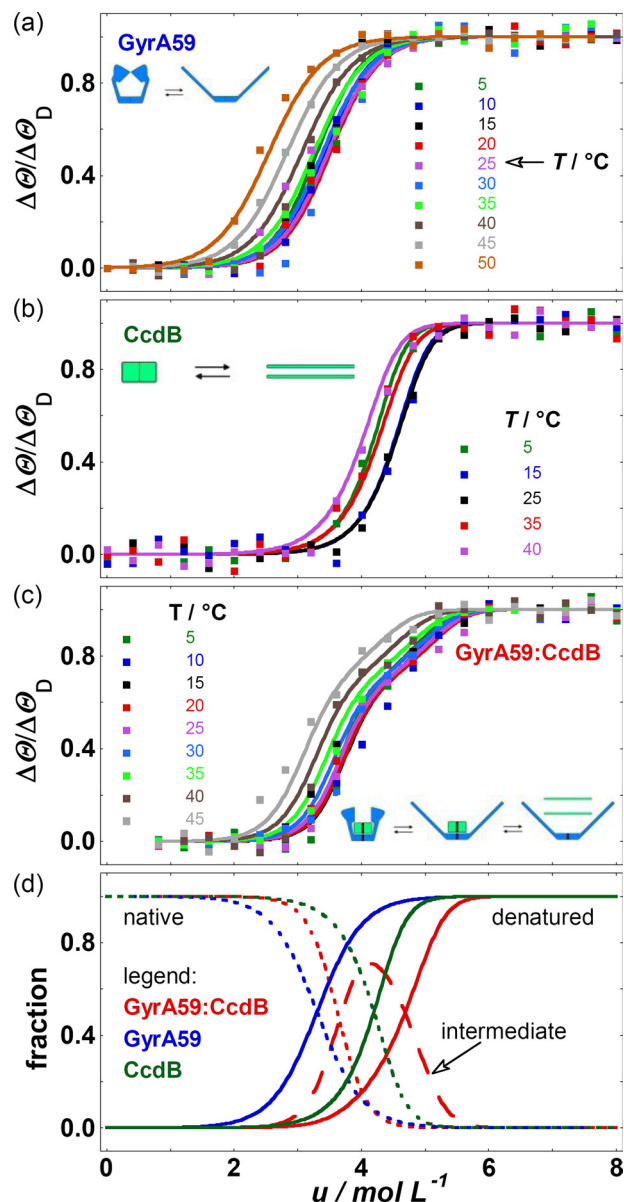 (a)
GyrA59
ΔΘ/ΔΘD
0.8
0.4
0.0
5
10
15
20
25
30
35
40
45
50
T / °C
(b)
CcdB
ΔΘ/ΔΘD
0.8
0.4
0.0
T / °C
5
15
25
35
40
(c)
T / °C
ΔΘ/ΔΘD
0.8
0.4
0.0
5
10
15
20
25
30
35
40
45
GyrA59:CcdB
(d)
native
denatured
legend:
GyrA59:CcdB
GyrA59
CcdB
intermediate
fraction
0.8
0.4
0.0
0 2 4 6 8
u / mol L-1